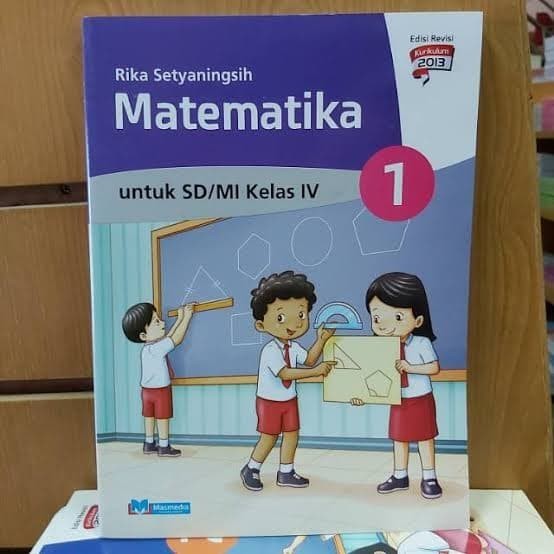 Edisi Revisi
Kurikulum
2013
Rika Setyaningsih
Matematika
untuk SD/MI Kelas IV
1
Masmedia